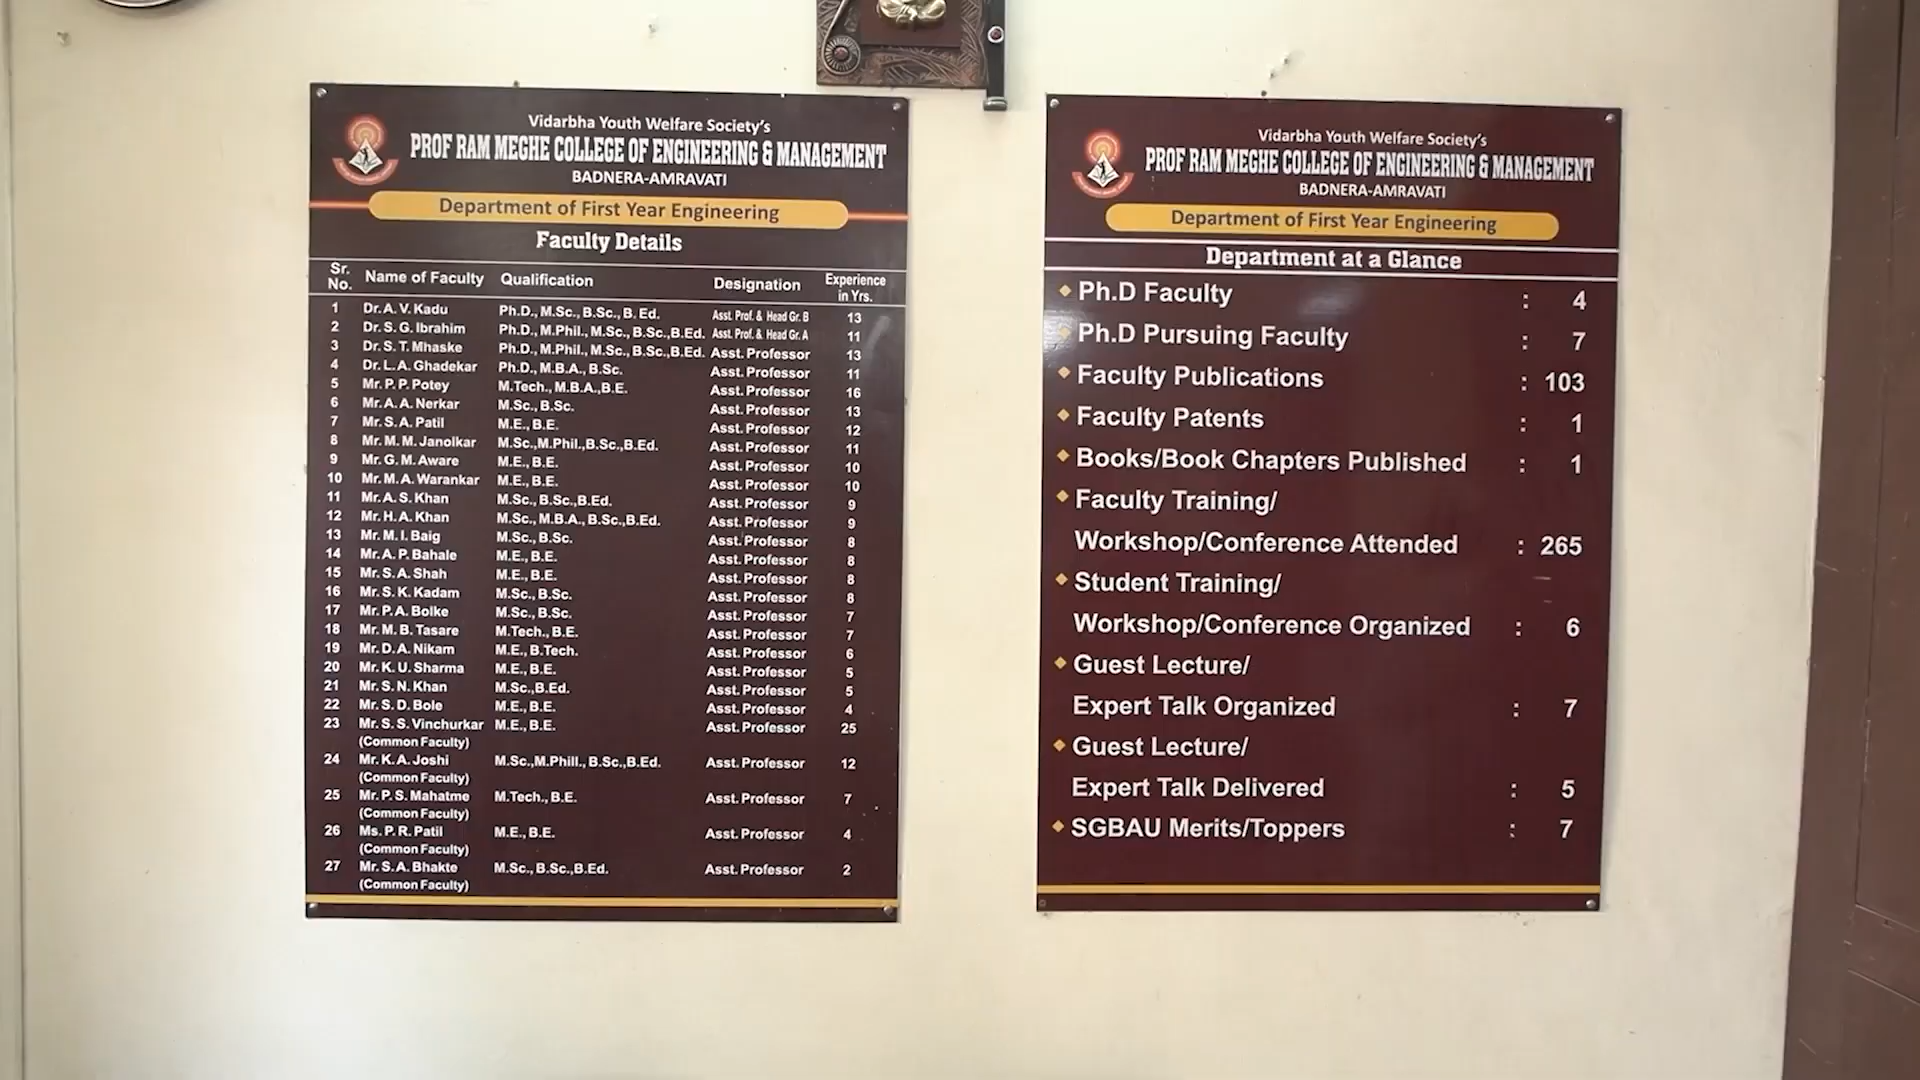 Vidarbha Youth Welfare Society's
PROF RAM MEGHE COLLEGE OF ENGINEERING & MANAGEMENT
BADNERA-AMRAVATI
Department of First Year Engineering
Faculty Details
Sr. No. Name of Faculty Qualification Designation Experience in Yrs.
1 Dr. A. V. Kadu Ph.D., M.Sc., B.Sc., B. Ed. Asst. Prof. & Head Gr. B 13
2 Dr. S. G. Ibrahim Ph.D., M.Phil., M.Sc., B.Sc.,B.Ed. Asst. Prof. & Head Gr. A 11
3 Dr. S. T. Mhaske Ph.D., M.Phil., M.Sc., B.Sc.,B.Ed. Asst. Professor 13
4 Dr. L. A. Ghadekar Ph.D., M.B.A., B.Sc. Asst. Professor 11
5 Mr. P. P. Potey M.Tech., M.B.A.,B.E. Asst. Professor 16
6 Mr. A. A. Nerkar M.Sc., B.Sc. Asst. Professor 13
7 Mr. S. A. Patil M.E., B.E. Asst. Professor 12
8 Mr. M. M. Janolkar M.Sc.,M.Phil.,B.Sc.,B.Ed. Asst. Professor 11
9 Mr. G. M. Aware M.E., B.E. Asst. Professor 10
10 Mr. M. A. Warankar M.E., B.E. Asst. Professor 10
11 Mr. A. S. Khan M.Sc., B.Sc.,B.Ed. Asst. Professor 9
12 Mr. H. A. Khan M.Sc., M.B.A., B.Sc.,B.Ed. Asst. Professor 9
13 Mr. M. I. Baig M.Sc., B.Sc. Asst. Professor 8
14 Mr. A. P. Bahale M.E., B.E. Asst. Professor 8
15 Mr. S. A. Shah M.E., B.E. Asst. Professor 8
16 Mr. S. K. Kadam M.Sc., B.Sc. Asst. Professor 8
17 Mr. P. A. Bolke M.Sc., B.Sc. Asst. Professor 7
18 Mr. M. B. Tasare M.Tech., B.E. Asst. Professor 7
19 Mr. D. A. Nikam M.E., B.Tech. Asst. Professor 6
20 Mr. K. U. Sharma M.E., B.E. Asst. Professor 5
21 Mr. S. N. Khan M.Sc.,B.Ed. Asst. Professor 5
22 Mr. S. D. Bole M.E., B.E. Asst. Professor 4
23 Mr. S. S. Vinchurkar M.E., B.E. Asst. Professor 25
(Common Faculty)
24 Mr. K. A. Joshi M.Sc.,M.Phill., B.Sc.,B.Ed. Asst. Professor 12
(Common Faculty)
25 Mr. P. S. Mahatme M.Tech., B.E. Asst. Professor 7
(Common Faculty)
26 Ms. P. R. Patil M.E., B.E. Asst. Professor 4
(Common Faculty)
27 Mr. S. A. Bhakte M.Sc., B.Sc.,B.Ed. Asst. Professor 2
(Common Faculty)
Vidarbha Youth Welfare Society's
PROF RAM MEGHE COLLEGE OF ENGINEERING & MANAGEMENT
BADNERA-AMRAVATI
Department of First Year Engineering
Department at a Glance
Ph.D Faculty : 4
Ph.D Pursuing Faculty : 7
Faculty Publications : 103
Faculty Patents : 1
Books/Book Chapters Published : 1
Faculty Training/
Workshop/Conference Attended : 265
Student Training/
Workshop/Conference Organized : 6
Guest Lecture/
Expert Talk Organized : 7
Guest Lecture/
Expert Talk Delivered : 5
SGBAU Merits/Toppers : 7